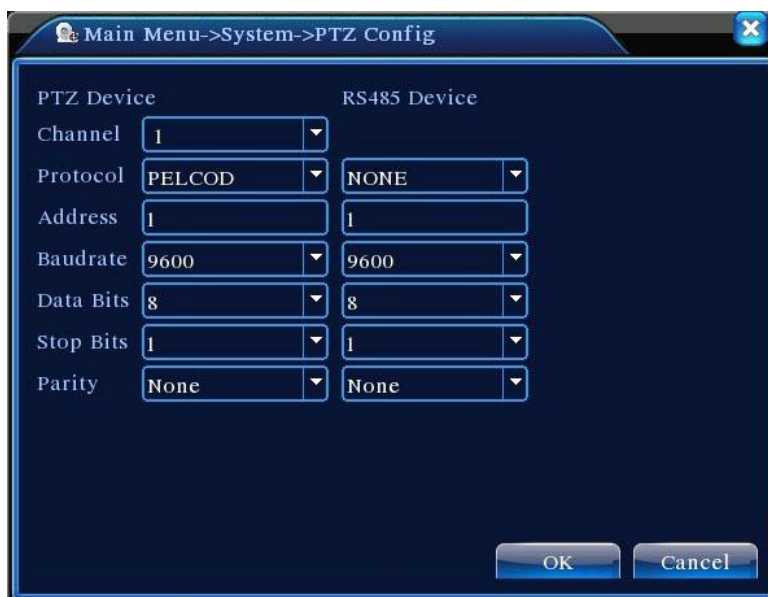 Main Menu->System->PTZ Config
PTZ Device RS485 Device
Channel 1
Protocol PELCOD NONE
Address 1 1
Baudrate 9600 9600
Data Bits 8 8
Stop Bits 1 1
Parity None None
OK Cancel